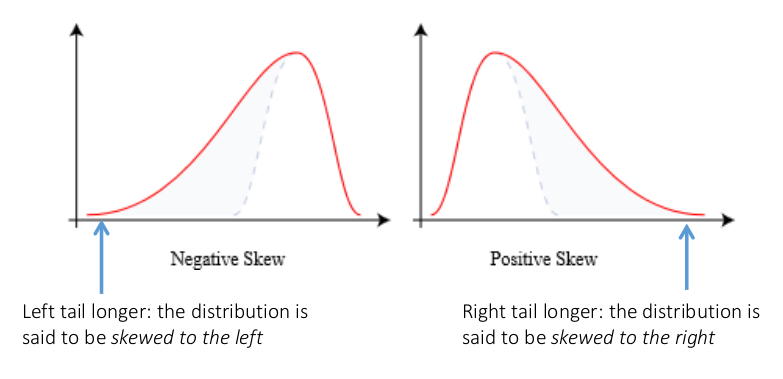 Negative Skew
Positive Skew
Left tail longer: the distribution is
said to be skewed to the left
Right tail longer: the distribution is
said to be skewed to the right